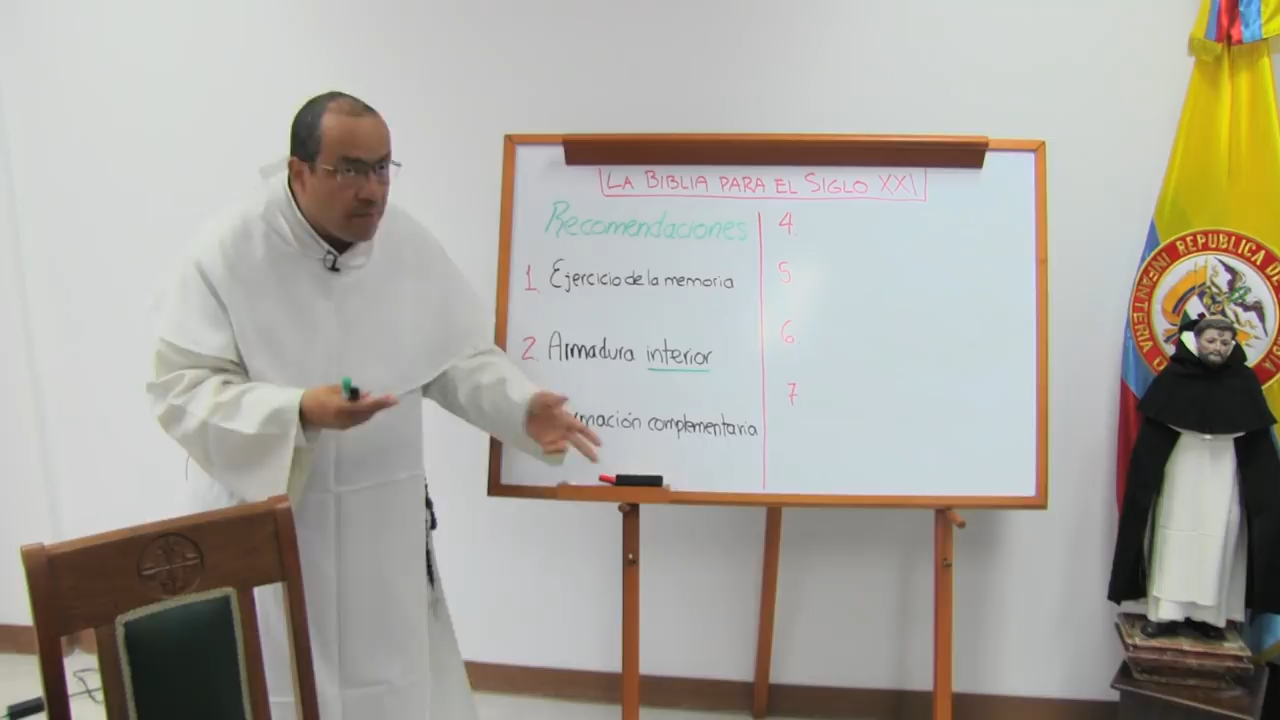 LA BIBLIA PARA EL SIGLO XXI
Recomendaciones
1. Ejercicio de la memoria
2. Armadura interior
mación complementaria
4.
5
6.
7
REPUBLICA DE
INFANTERIA